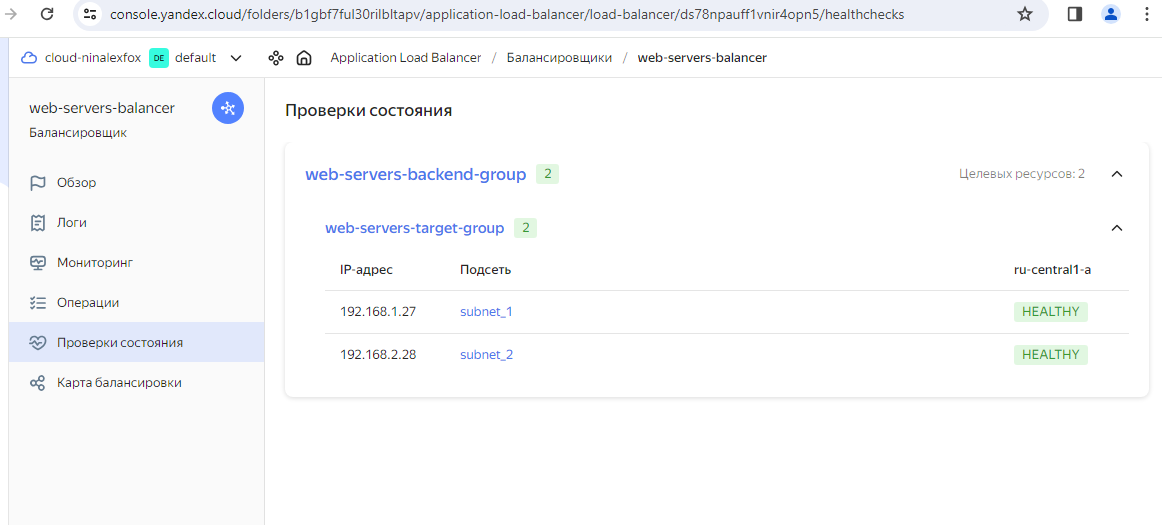 console.yandex.cloud/folders/b1gbf7ful30rilbltapv/application-load-balancer/load-balancer/ds78npauff1vnir4opn5/healthchecks
cloud-ninalexfox DE default Application Load Balancer / Балансировщики / web-servers-balancer
web-servers-balancer
Балансировщик
Обзор
Логи
Мониторинг
Операции
Проверки состояния
Карта балансировки
Проверки состояния
web-servers-backend-group 2 Целевых ресурсов: 2
web-servers-target-group 2
IP-адрес Подсеть ru-central1-a
192.168.1.27 subnet_1 HEALTHY
192.168.2.28 subnet_2 HEALTHY